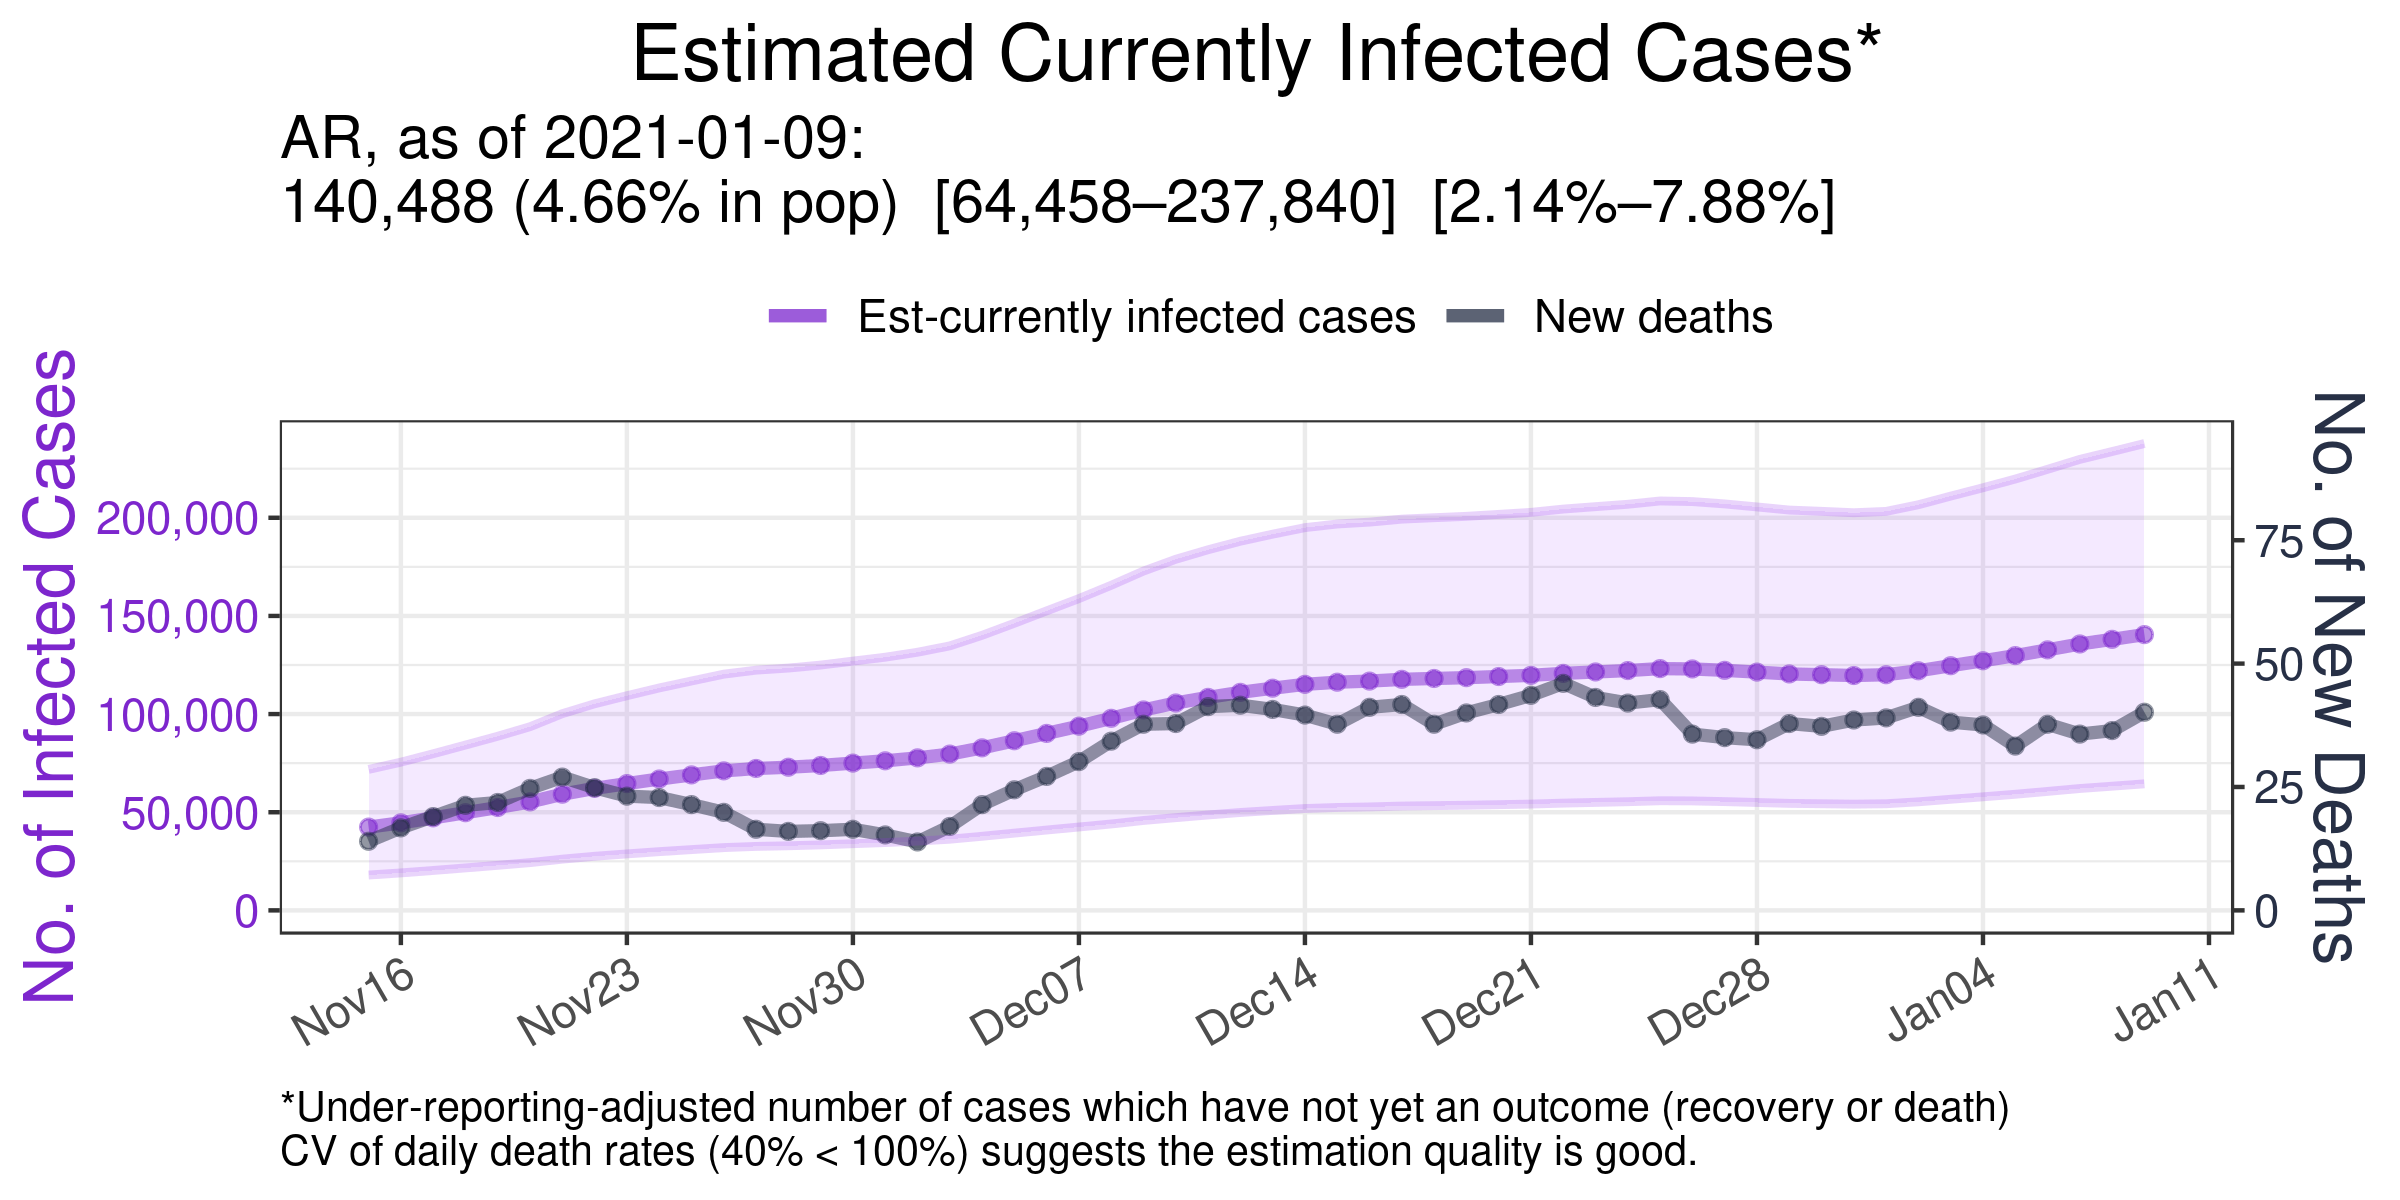 Estimated Currently Infected Cases*
AR, as of 2021-01-09:
140,488 (4.66% in pop) [64,458–237,840] [2.14%–7.88%]
Est-currently infected cases
New deaths
No. of Infected Cases
200,000
150,000
100,000
50,000
0
75
50
25
0
No. of New Deaths
Nov16
Nov23
Nov30
Dec07
Dec14
Dec21
Dec28
Jan04
Jan11
*Under-reporting-adjusted number of cases which have not yet an outcome (recovery or death)
CV of daily death rates (40% < 100%) suggests the estimation quality is good.